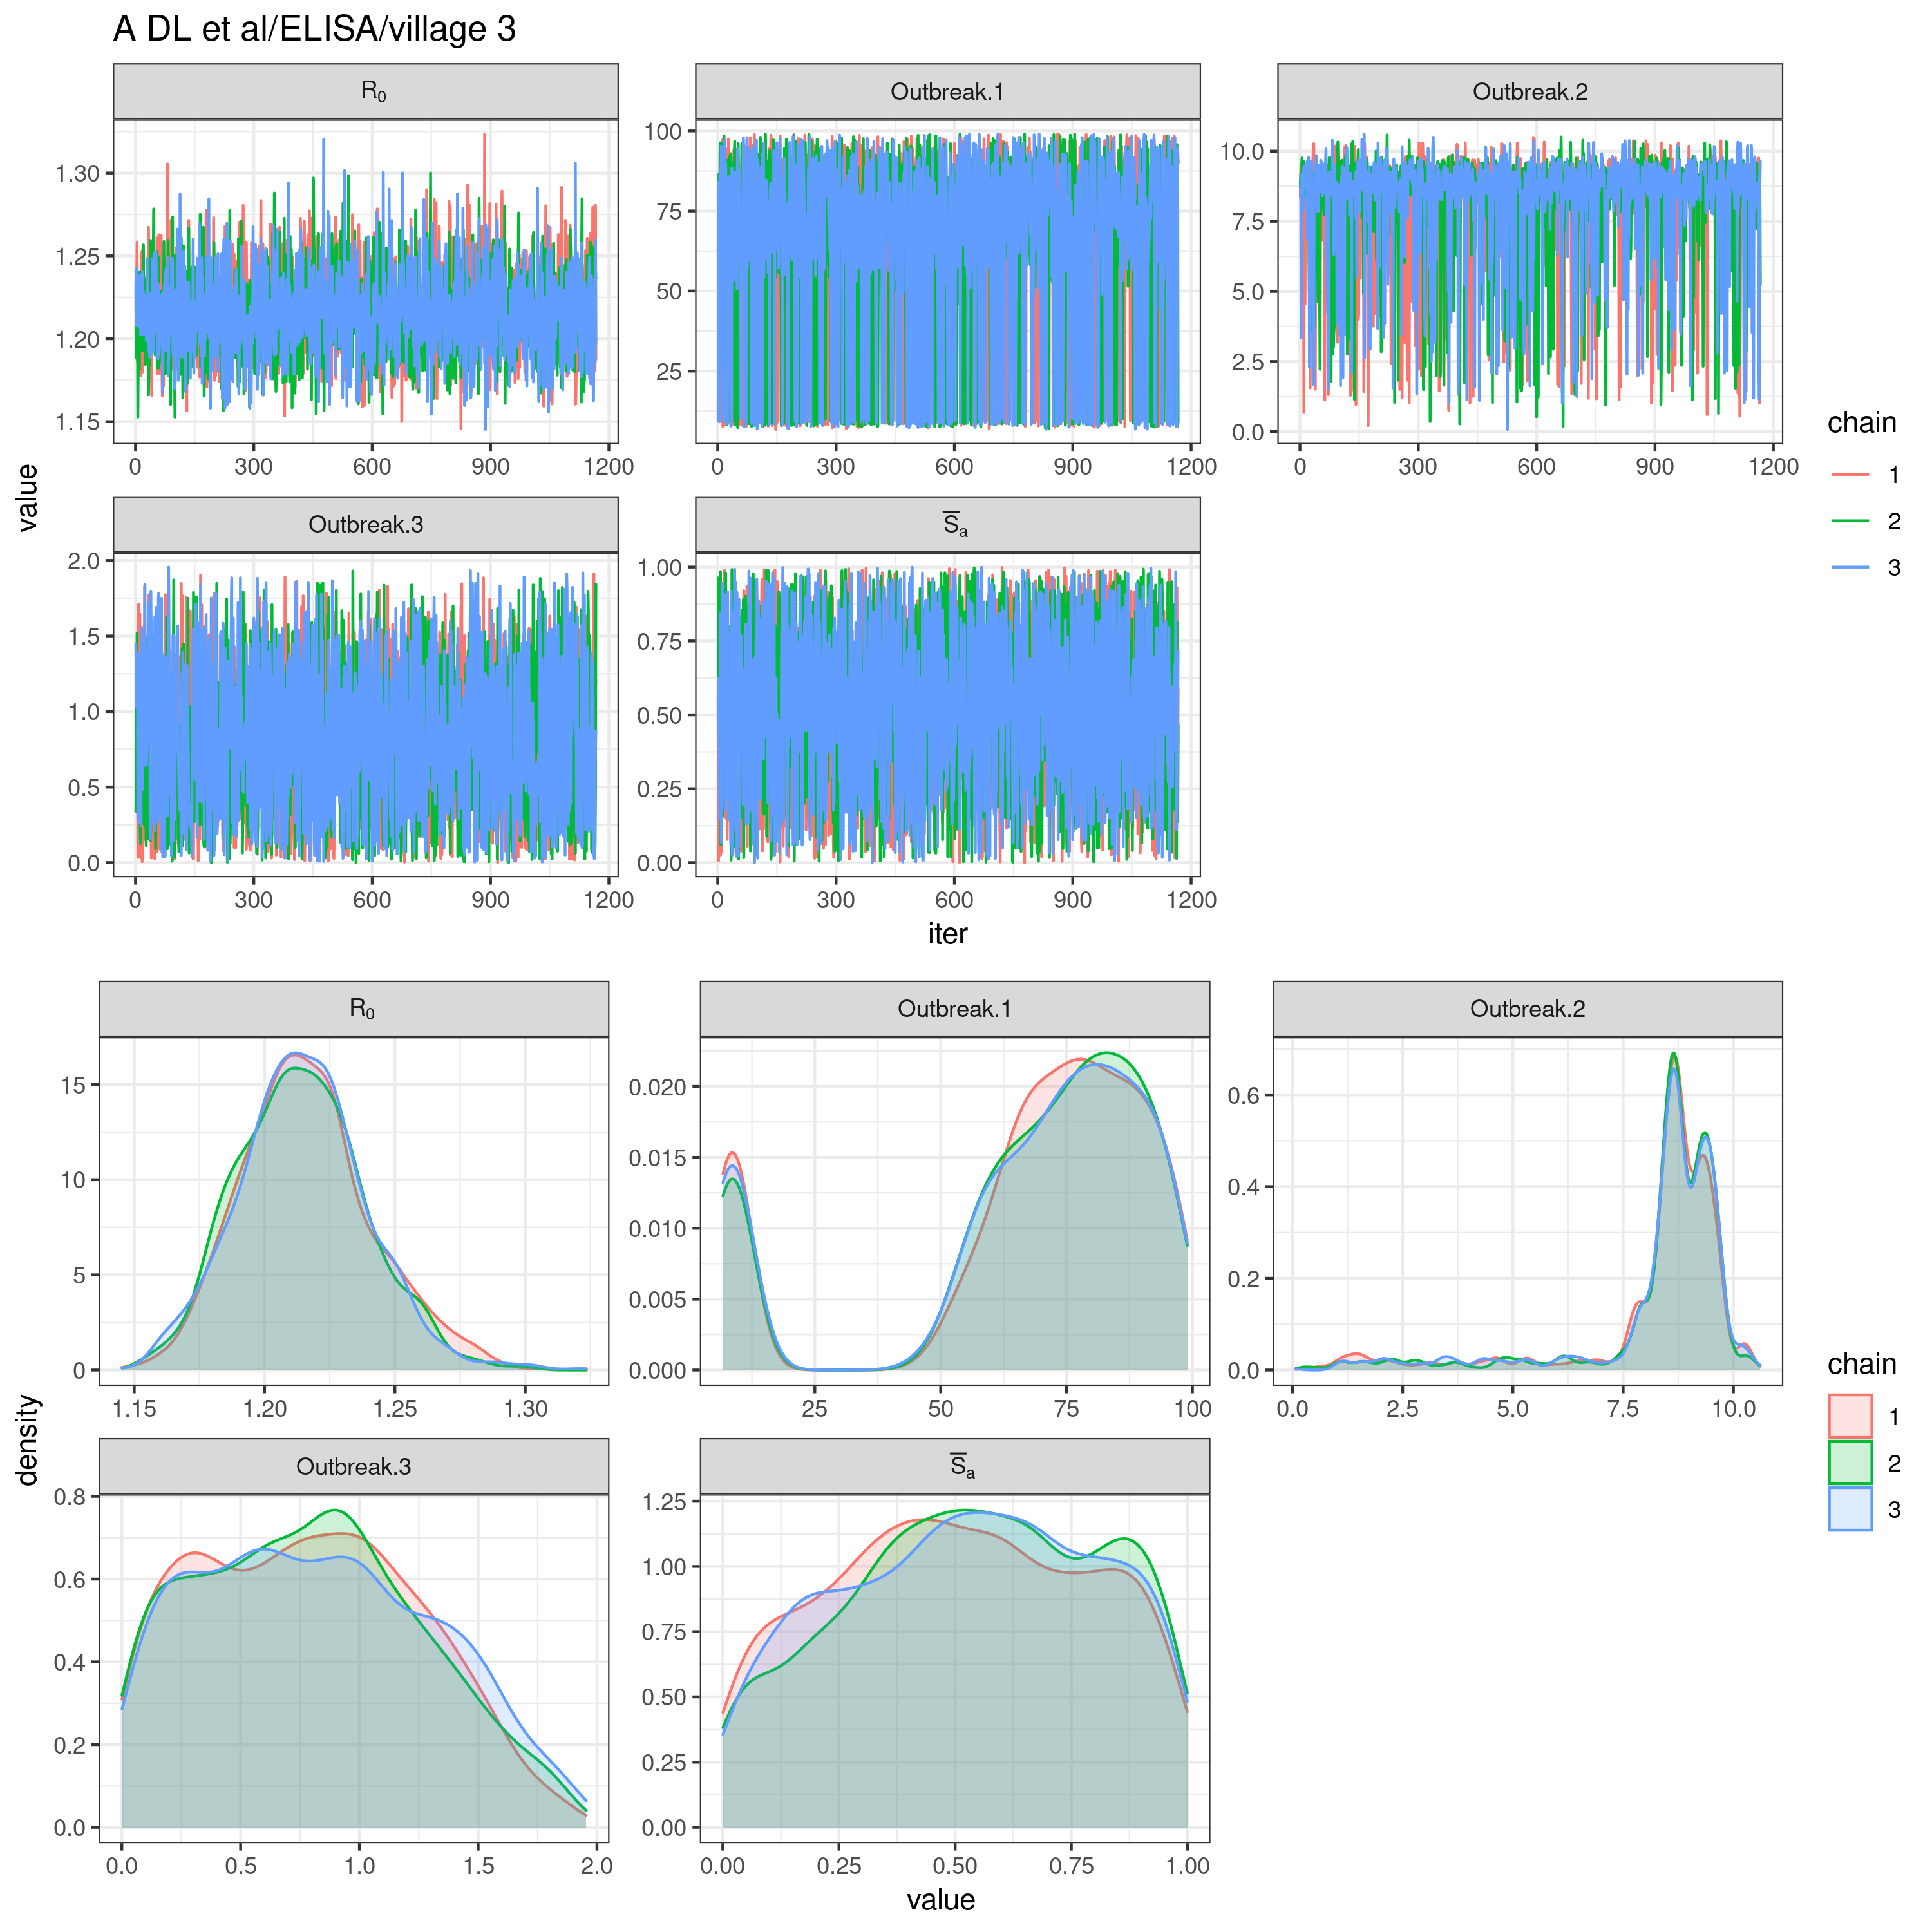 A DL et al/ELISA/village 3
R₀ Outbreak.1 Outbreak.2
1.30
1.25
1.20
1.15
0 300 600 900 1200
100
75
50
25
0 300 600 900 1200
10.0
7.5
5.0
2.5
0.0
0 300 600 900 1200
value
Outbreak.3 S̅ₐ
2.0
1.5
1.0
0.5
0.0
0 300 600 900 1200
1.00
0.75
0.50
0.25
0.00
0 300 600 900 1200
iter
chain
1
2
3
R₀ Outbreak.1 Outbreak.2
15
10
5
0
1.15 1.20 1.25 1.30
0.020
0.015
0.010
0.005
0.000
25 50 75 100
0.6
0.4
0.2
0.0
0.0 2.5 5.0 7.5 10.0
density
Outbreak.3 S̅ₐ
0.8
0.6
0.4
0.2
0.0
0.0 0.5 1.0 1.5 2.0
1.25
1.00
0.75
0.50
0.25
0.00
0.00 0.25 0.50 0.75 1.00
value
chain
1
2
3